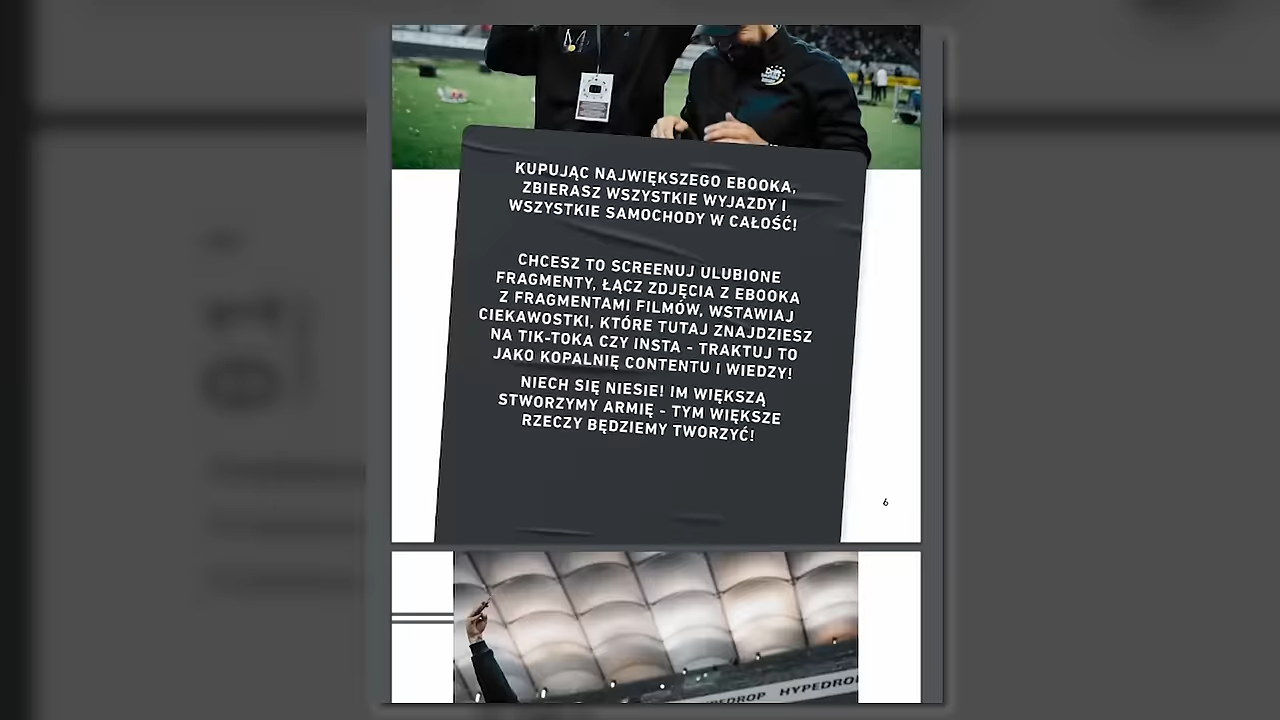 KUPUJĄC NAJWIĘKSZEGO EBOOKA,
ZBIERASZ WSZYSTKIE WYJAZDY I
WSZYSTKIE SAMOCHODY W CAŁOŚĆ!
CHCESZ TO SCREENUJ ULUBIONE
FRAGMENTY, ŁĄCZ ZDJĘCIA Z EBOOKA
Z FRAGMENTAMI FILMÓW, WSTAWIAJ
CIEKAWOSTKI, KTÓRE TUTAJ ZNAJDZIESZ
NA TIK-TOKA CZY INSTA - TRAKTUJ TO
JAKO KOPALNIĘ CONTENTU I WIEDZY!
NIECH SIĘ NIESIE! IM WIĘKSZĄ
STWORZYMY ARMIĘ - TYM WIĘKSZE
RZECZY BĘDZIEMY TWORZYĆ!
6
HYPEDROP